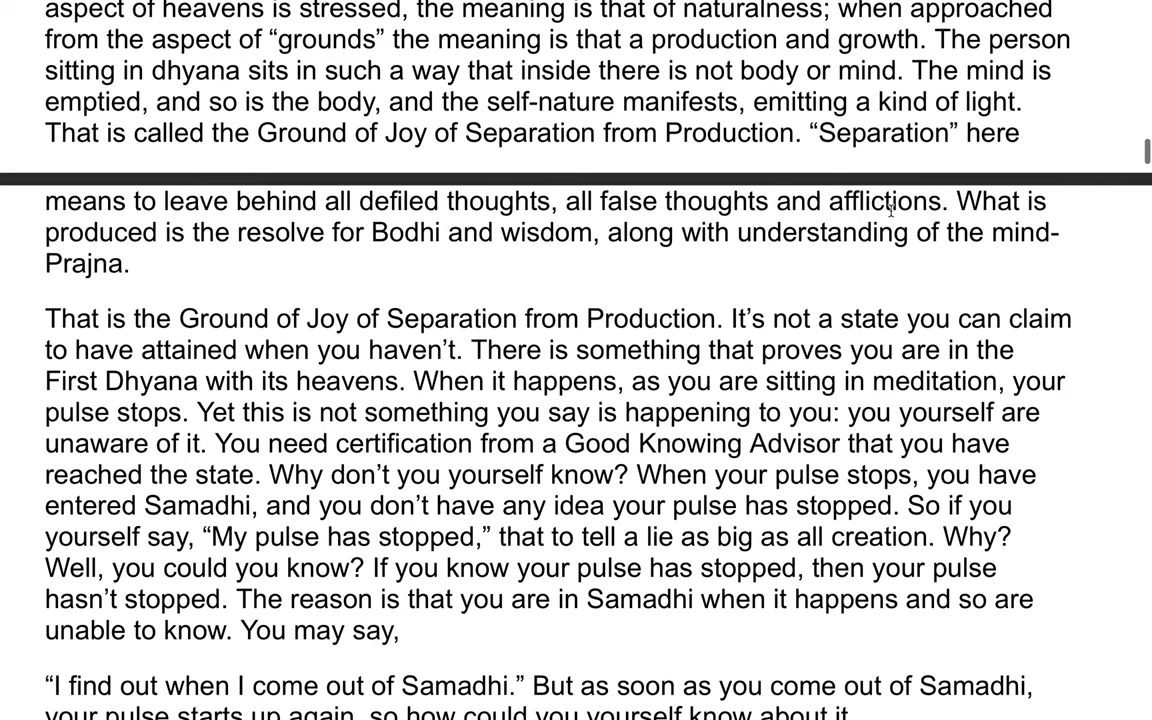 aspect of heavens is stressed, the meaning is that of naturalness; when approached
from the aspect of “grounds” the meaning is that a production and growth. The person
sitting in dhyana sits in such a way that inside there is not body or mind. The mind is
emptied, and so is the body, and the self-nature manifests, emitting a kind of light.
That is called the Ground of Joy of Separation from Production. “Separation” here
means to leave behind all defiled thoughts, all false thoughts and afflictions. What is
produced is the resolve for Bodhi and wisdom, along with understanding of the mind-
Prajna.
That is the Ground of Joy of Separation from Production. It’s not a state you can claim
to have attained when you haven’t. There is something that proves you are in the
First Dhyana with its heavens. When it happens, as you are sitting in meditation, your
pulse stops. Yet this is not something you say is happening to you: you yourself are
unaware of it. You need certification from a Good Knowing Advisor that you have
reached the state. Why don’t you yourself know? When your pulse stops, you have
entered Samadhi, and you don’t have any idea your pulse has stopped. So if you
yourself say, “My pulse has stopped,” that to tell a lie as big as all creation. Why?
Well, you could you know? If you know your pulse has stopped, then your pulse
hasn’t stopped. The reason is that you are in Samadhi when it happens and so are
unable to know. You may say,
“I find out when I come out of Samadhi.” But as soon as you come out of Samadhi,
your pulse starts up again, so how could you yourself know about it